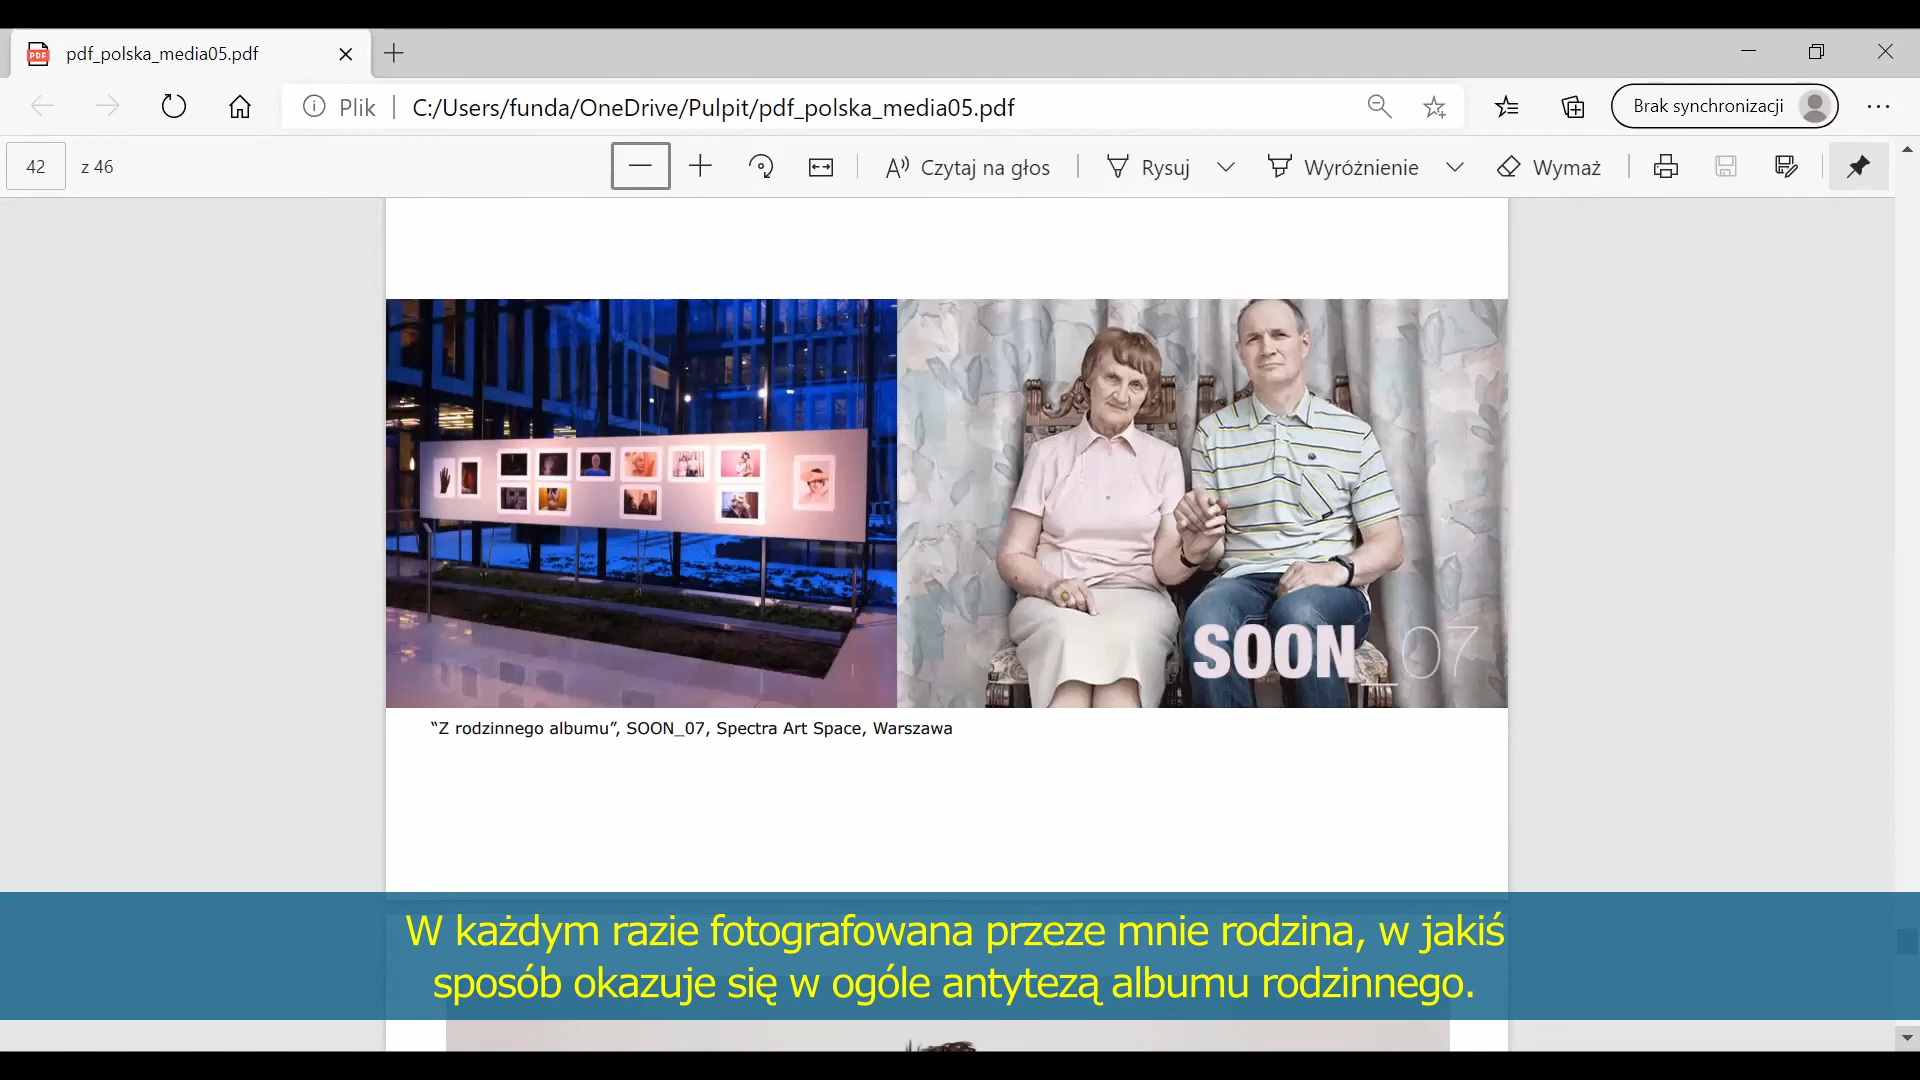 pdf_polska_media05.pdf
Plik
C:/Users/funda/OneDrive/Pulpit/pdf_polska_media05.pdf
Brak synchronizacji
42 z 46
Czytaj na głos
Rysuj
Wyróżnienie
Wymaż
SOON_07
“Z rodzinnego albumu”, SOON_07, Spectra Art Space, Warszawa
W każdym razie fotografowana przeze mnie rodzina, w jakiś
sposób okazuje się w ogóle antytezą albumu rodzinnego.